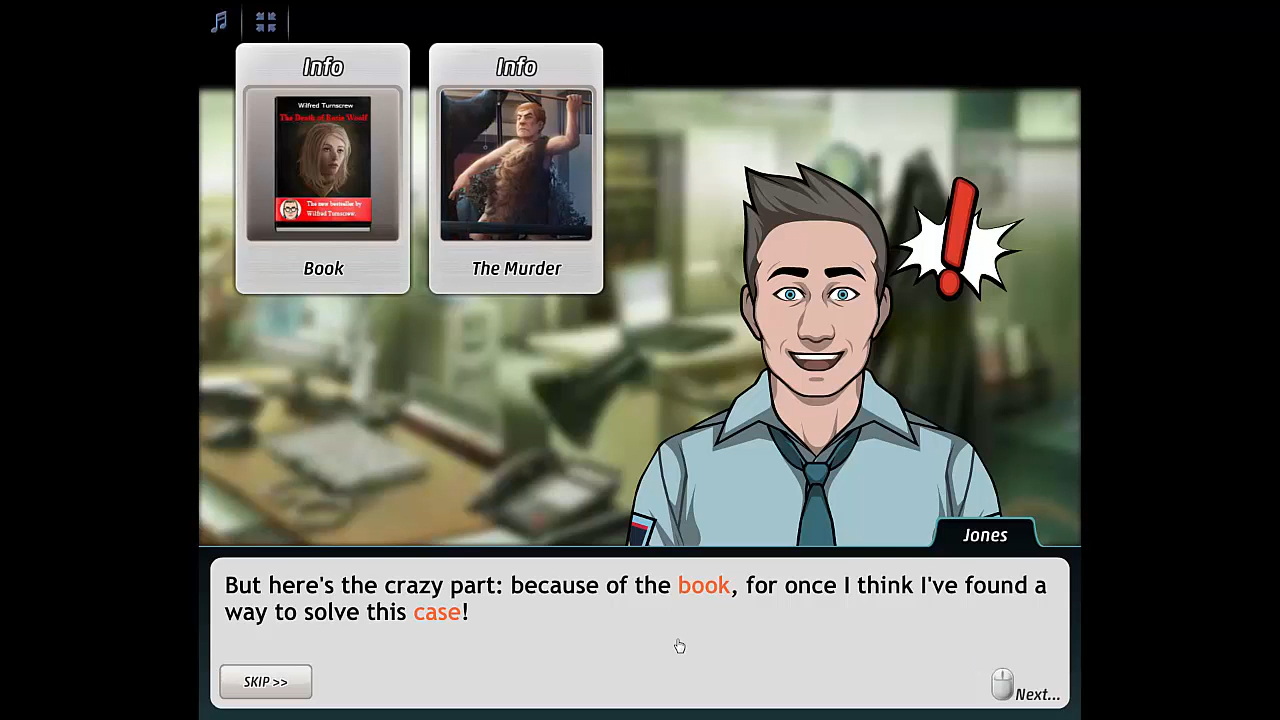 Info
Wilfred Turnscrew
The Death of Rosie Woolf
The new bestseller by
Wilfred Turnscrew.
Book
Info
The Murder
Jones
But here's the crazy part: because of the book, for once I think I've found a
way to solve this case!
SKIP >>
Next...